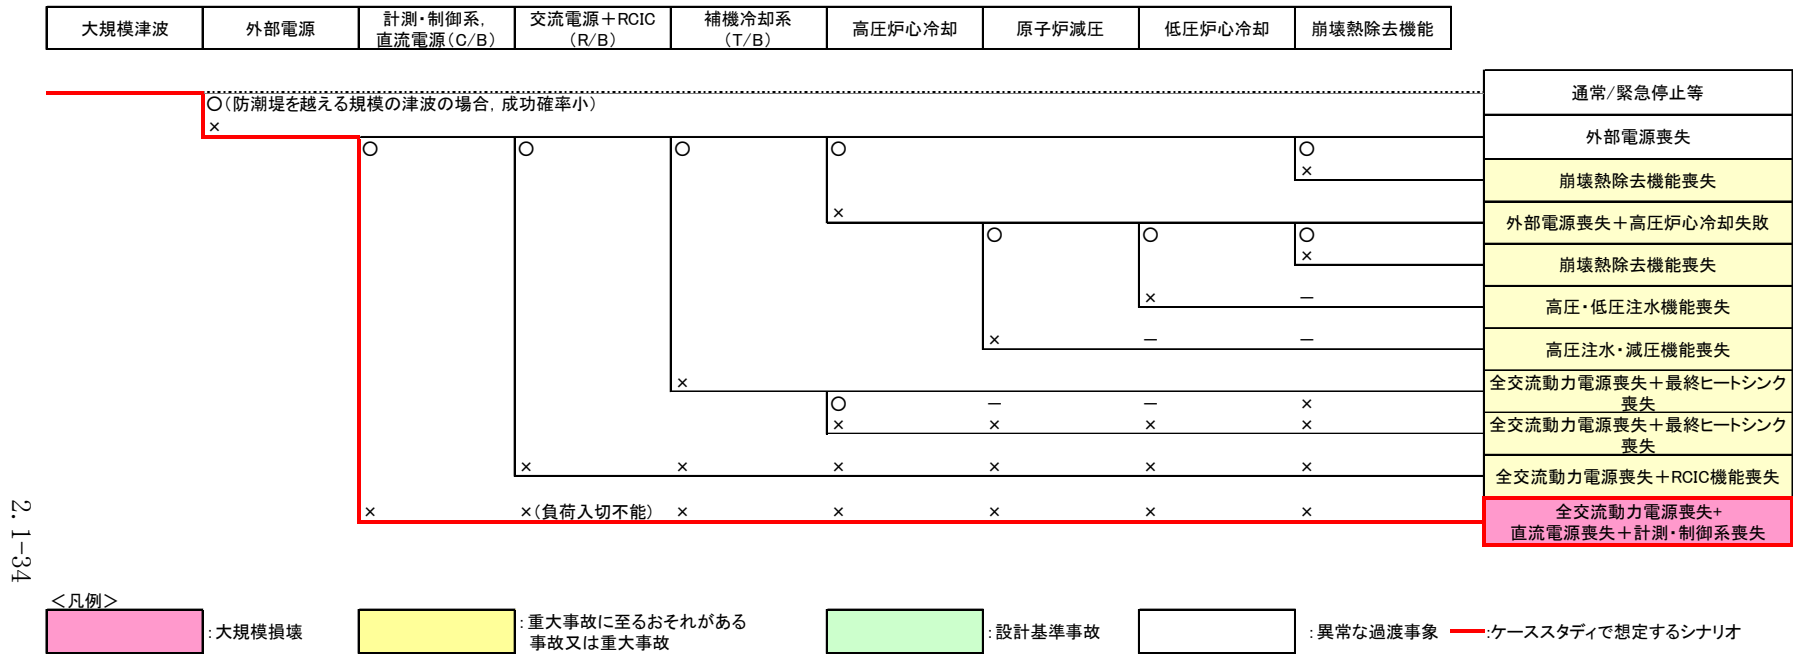 大規模津波
外部電源
計測・制御系,
直流電源(C/B)
交流電源＋RCIC
(R/B)
補機冷却系
(T/B)
高圧炉心冷却
原子炉減圧
低圧炉心冷却
崩壊熱除去機能
通常/緊急停止等
○(防潮堤を越える規模の津波の場合, 成功確率小)
×
外部電源喪失
○ ○ ○ ○ ○
×
崩壊熱除去機能喪失
×
外部電源喪失＋高圧炉心冷却失敗
○ ○ ○
×
崩壊熱除去機能喪失
× －
高圧・低圧注水機能喪失
× － －
高圧注水・減圧機能喪失
×
全交流動力電源喪失＋最終ヒートシンク
喪失
○ － － ×
× × × ×
全交流動力電源喪失＋最終ヒートシンク
喪失
× × × × × ×
全交流動力電源喪失＋RCIC機能喪失
× ×(負荷入切不能) × × × × ×
全交流動力電源喪失+
直流電源喪失＋計測・制御系喪失
2.1-34
＜凡例＞
:大規模損壊
:重大事故に至るおそれがある
事故又は重大事故
:設計基準事故
:異常な過渡事象
:ケーススタディで想定するシナリオ